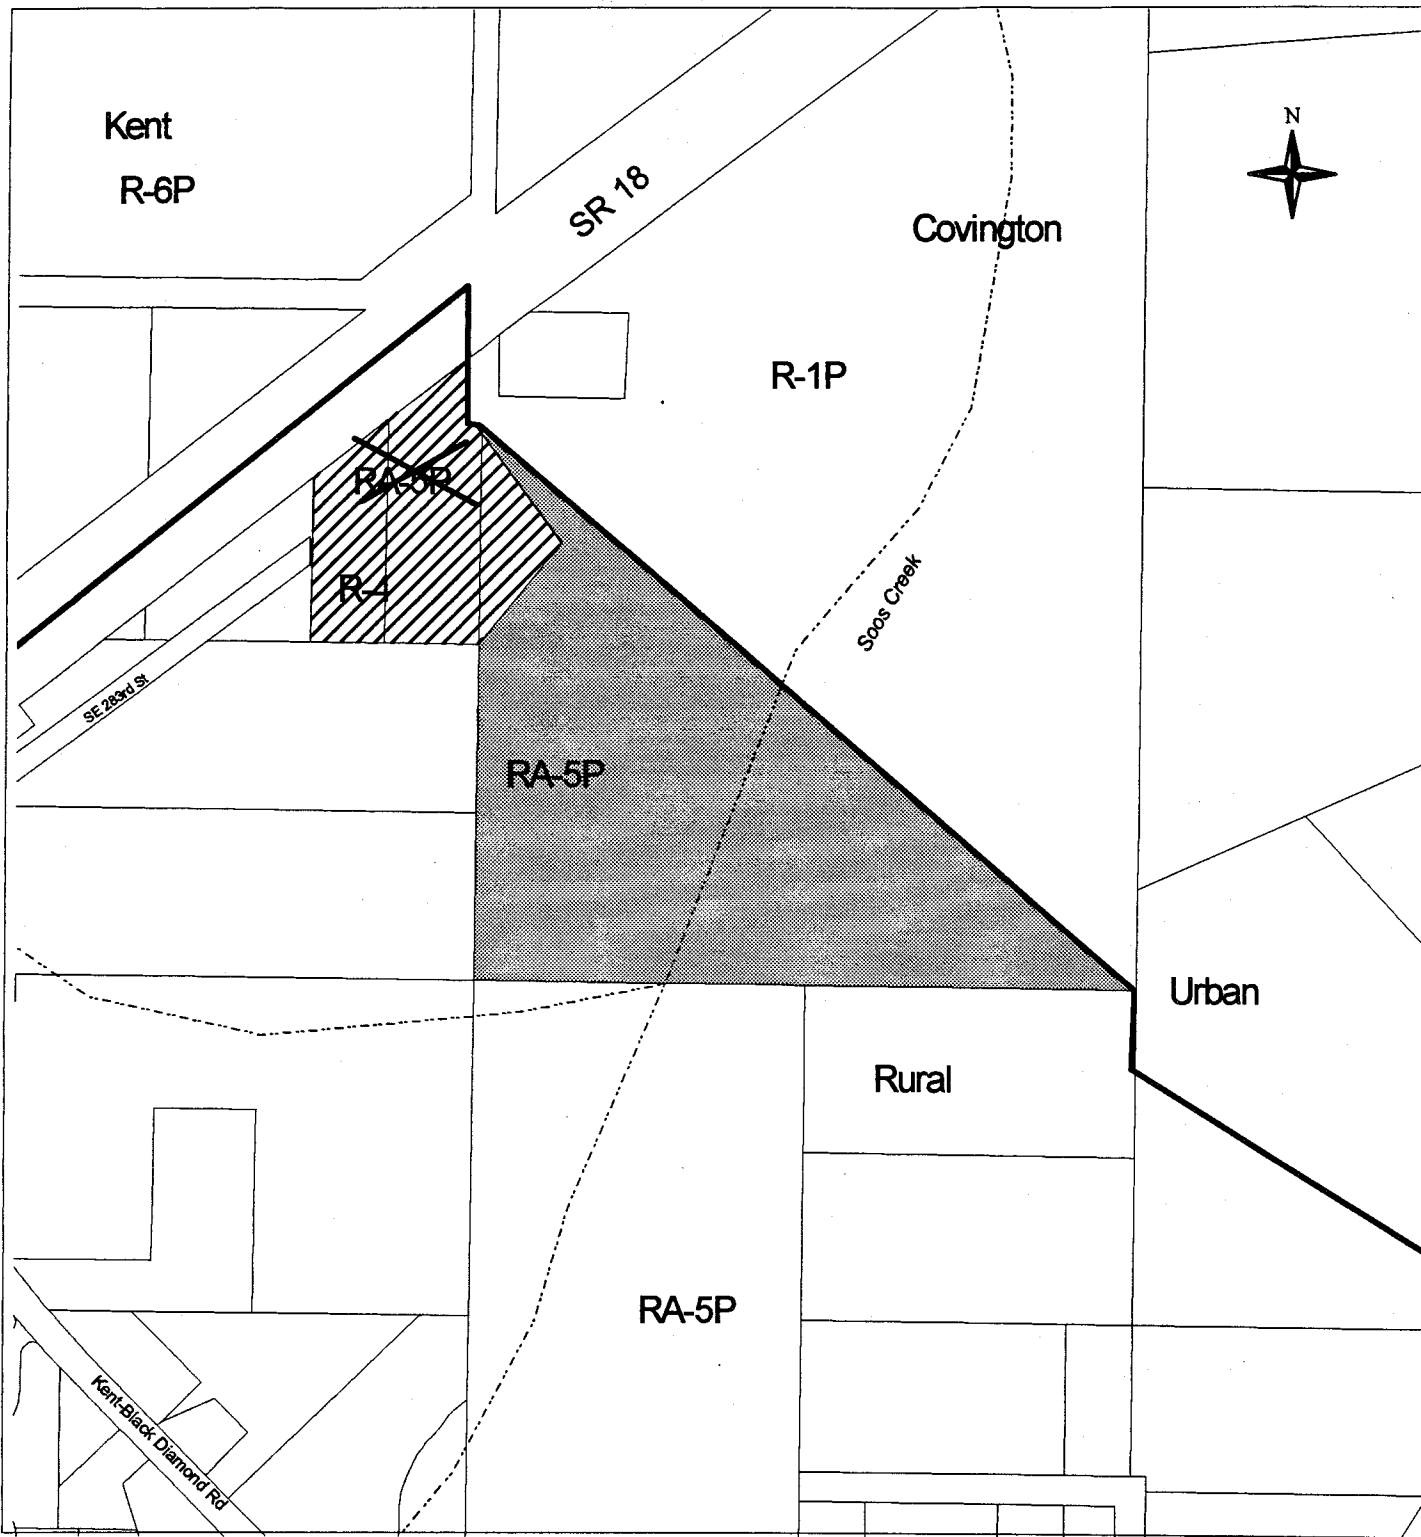 Kent
N
R-6P
SR 18
Covington
R-1P
RA-5P
Soos Creek
R-4
SE 283rd St
RA-5P
Urban
Rural
RA-5P
Kent-Black Diamond Rd